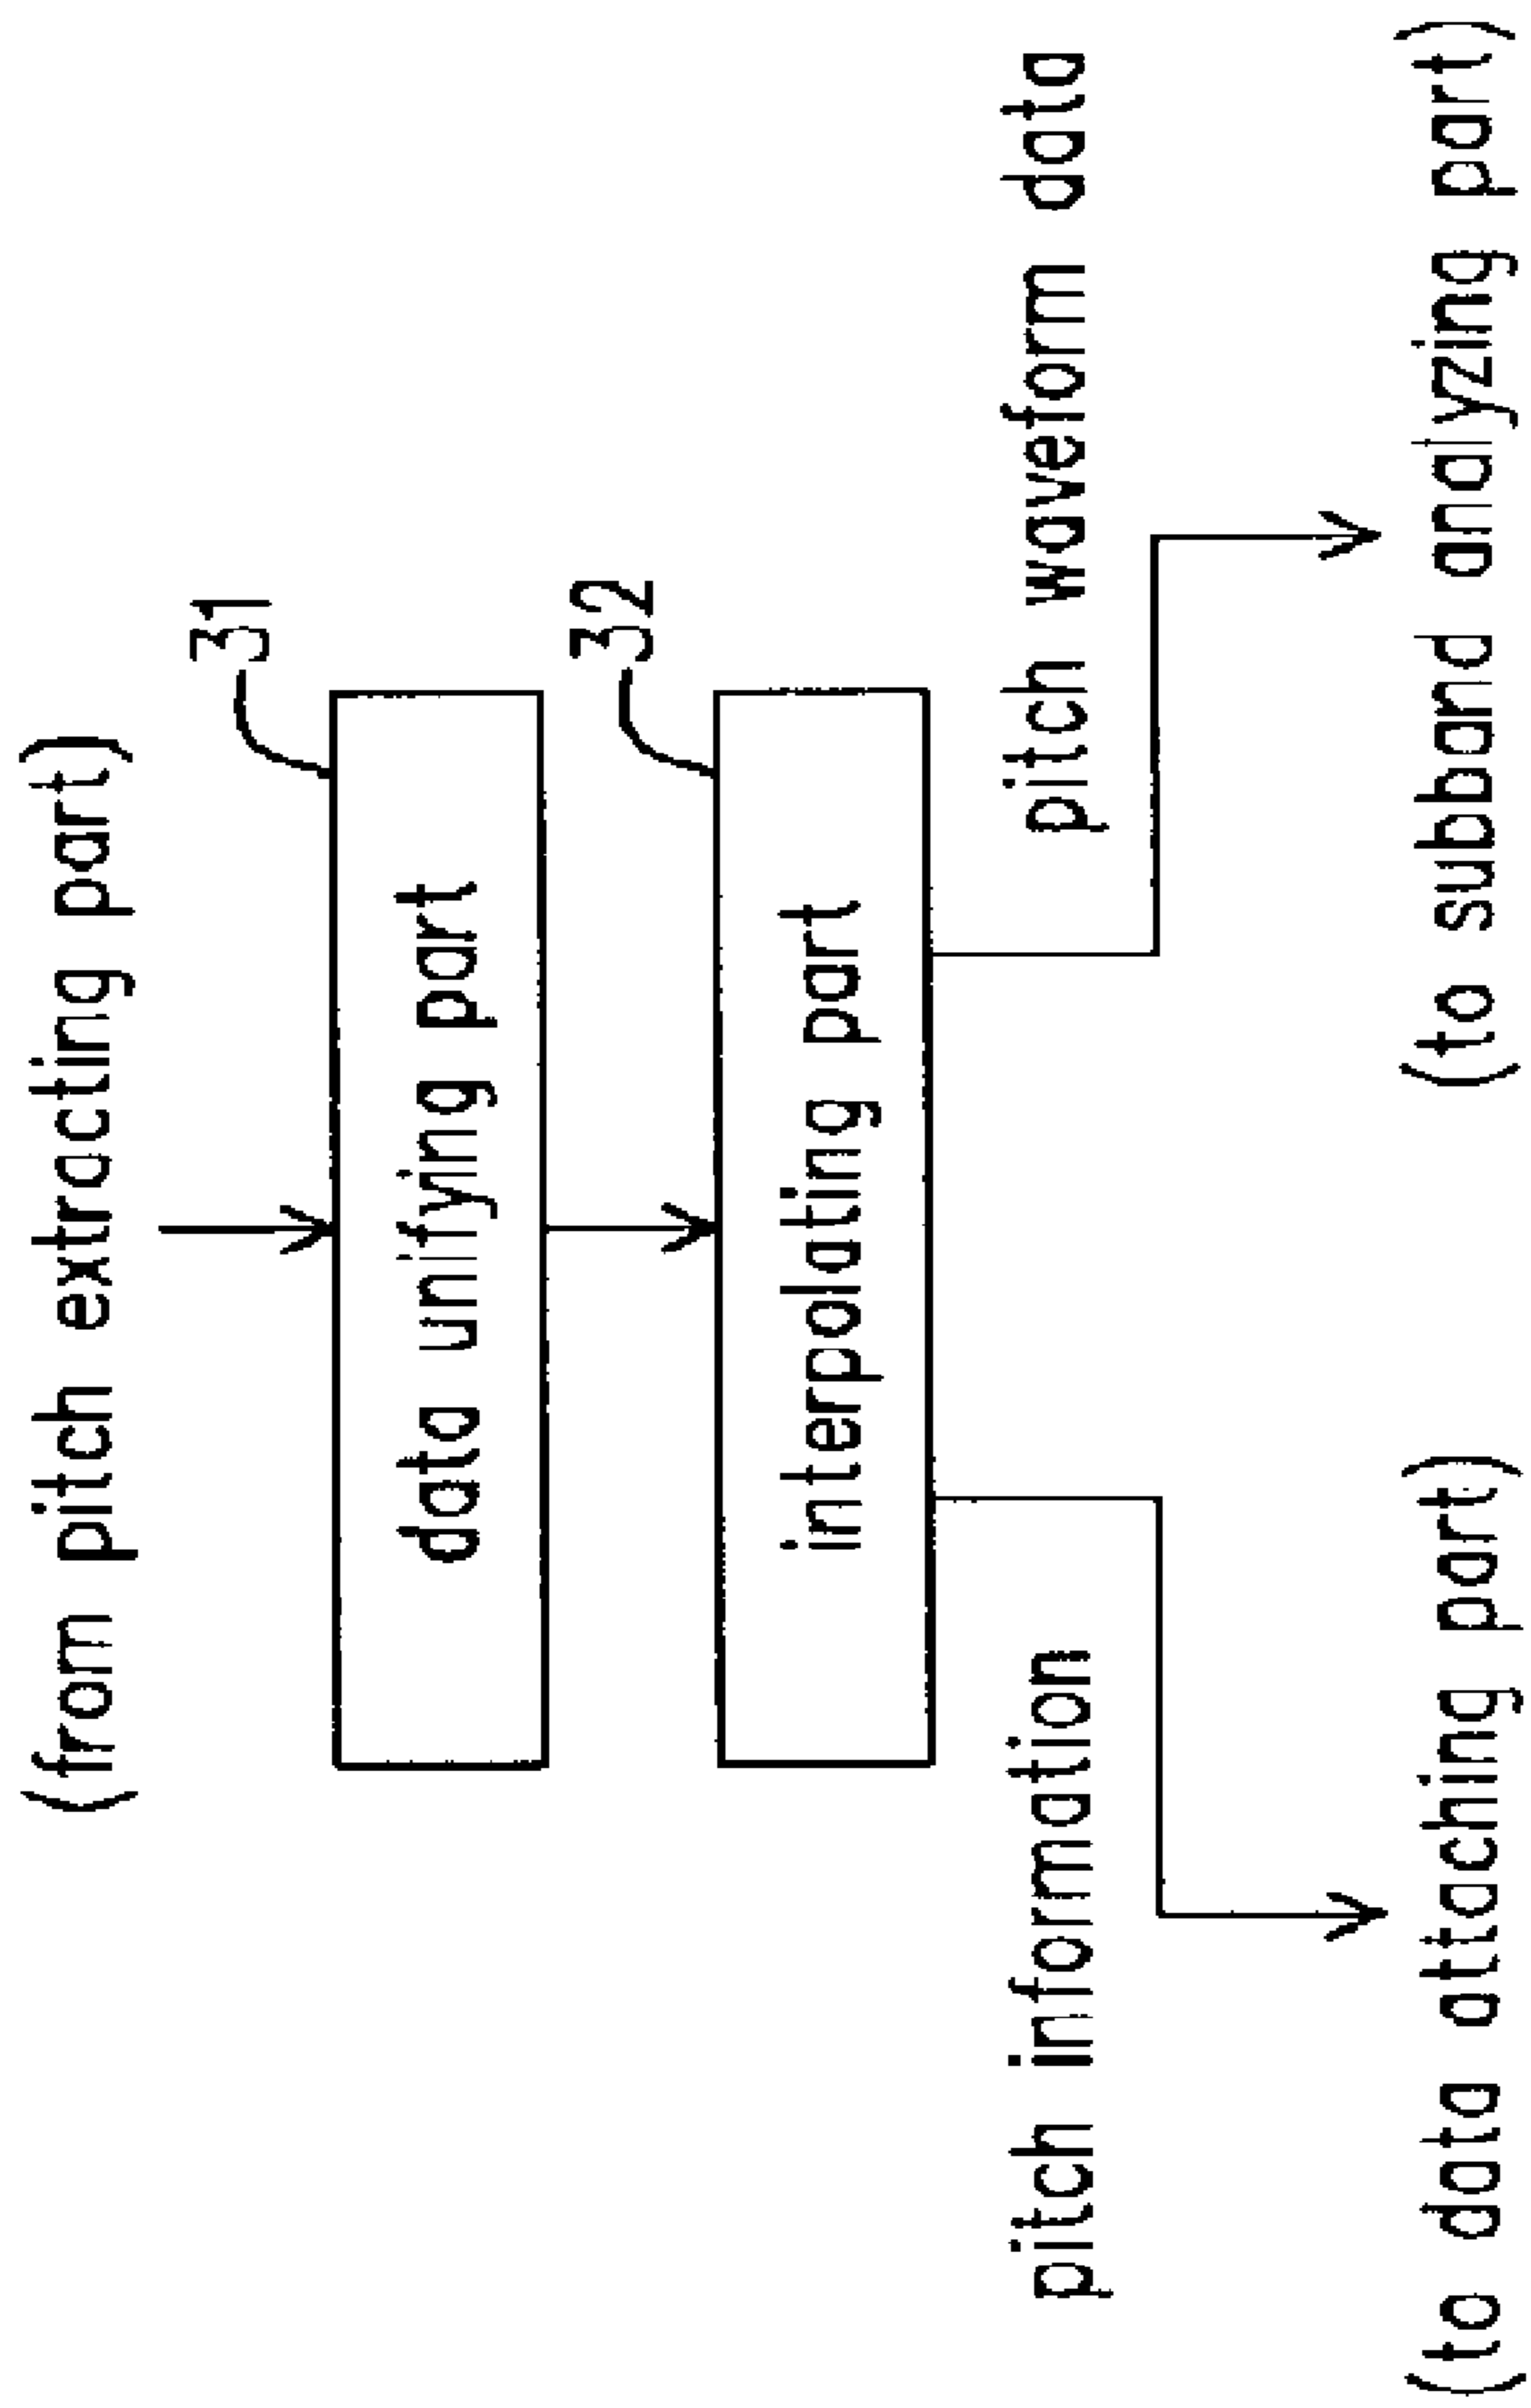 (from pitch extracting part)
31
data unifying part
32
interpolating part
pitch information
pitch waveform data
(to data attaching part)
(to subband analyzing part)